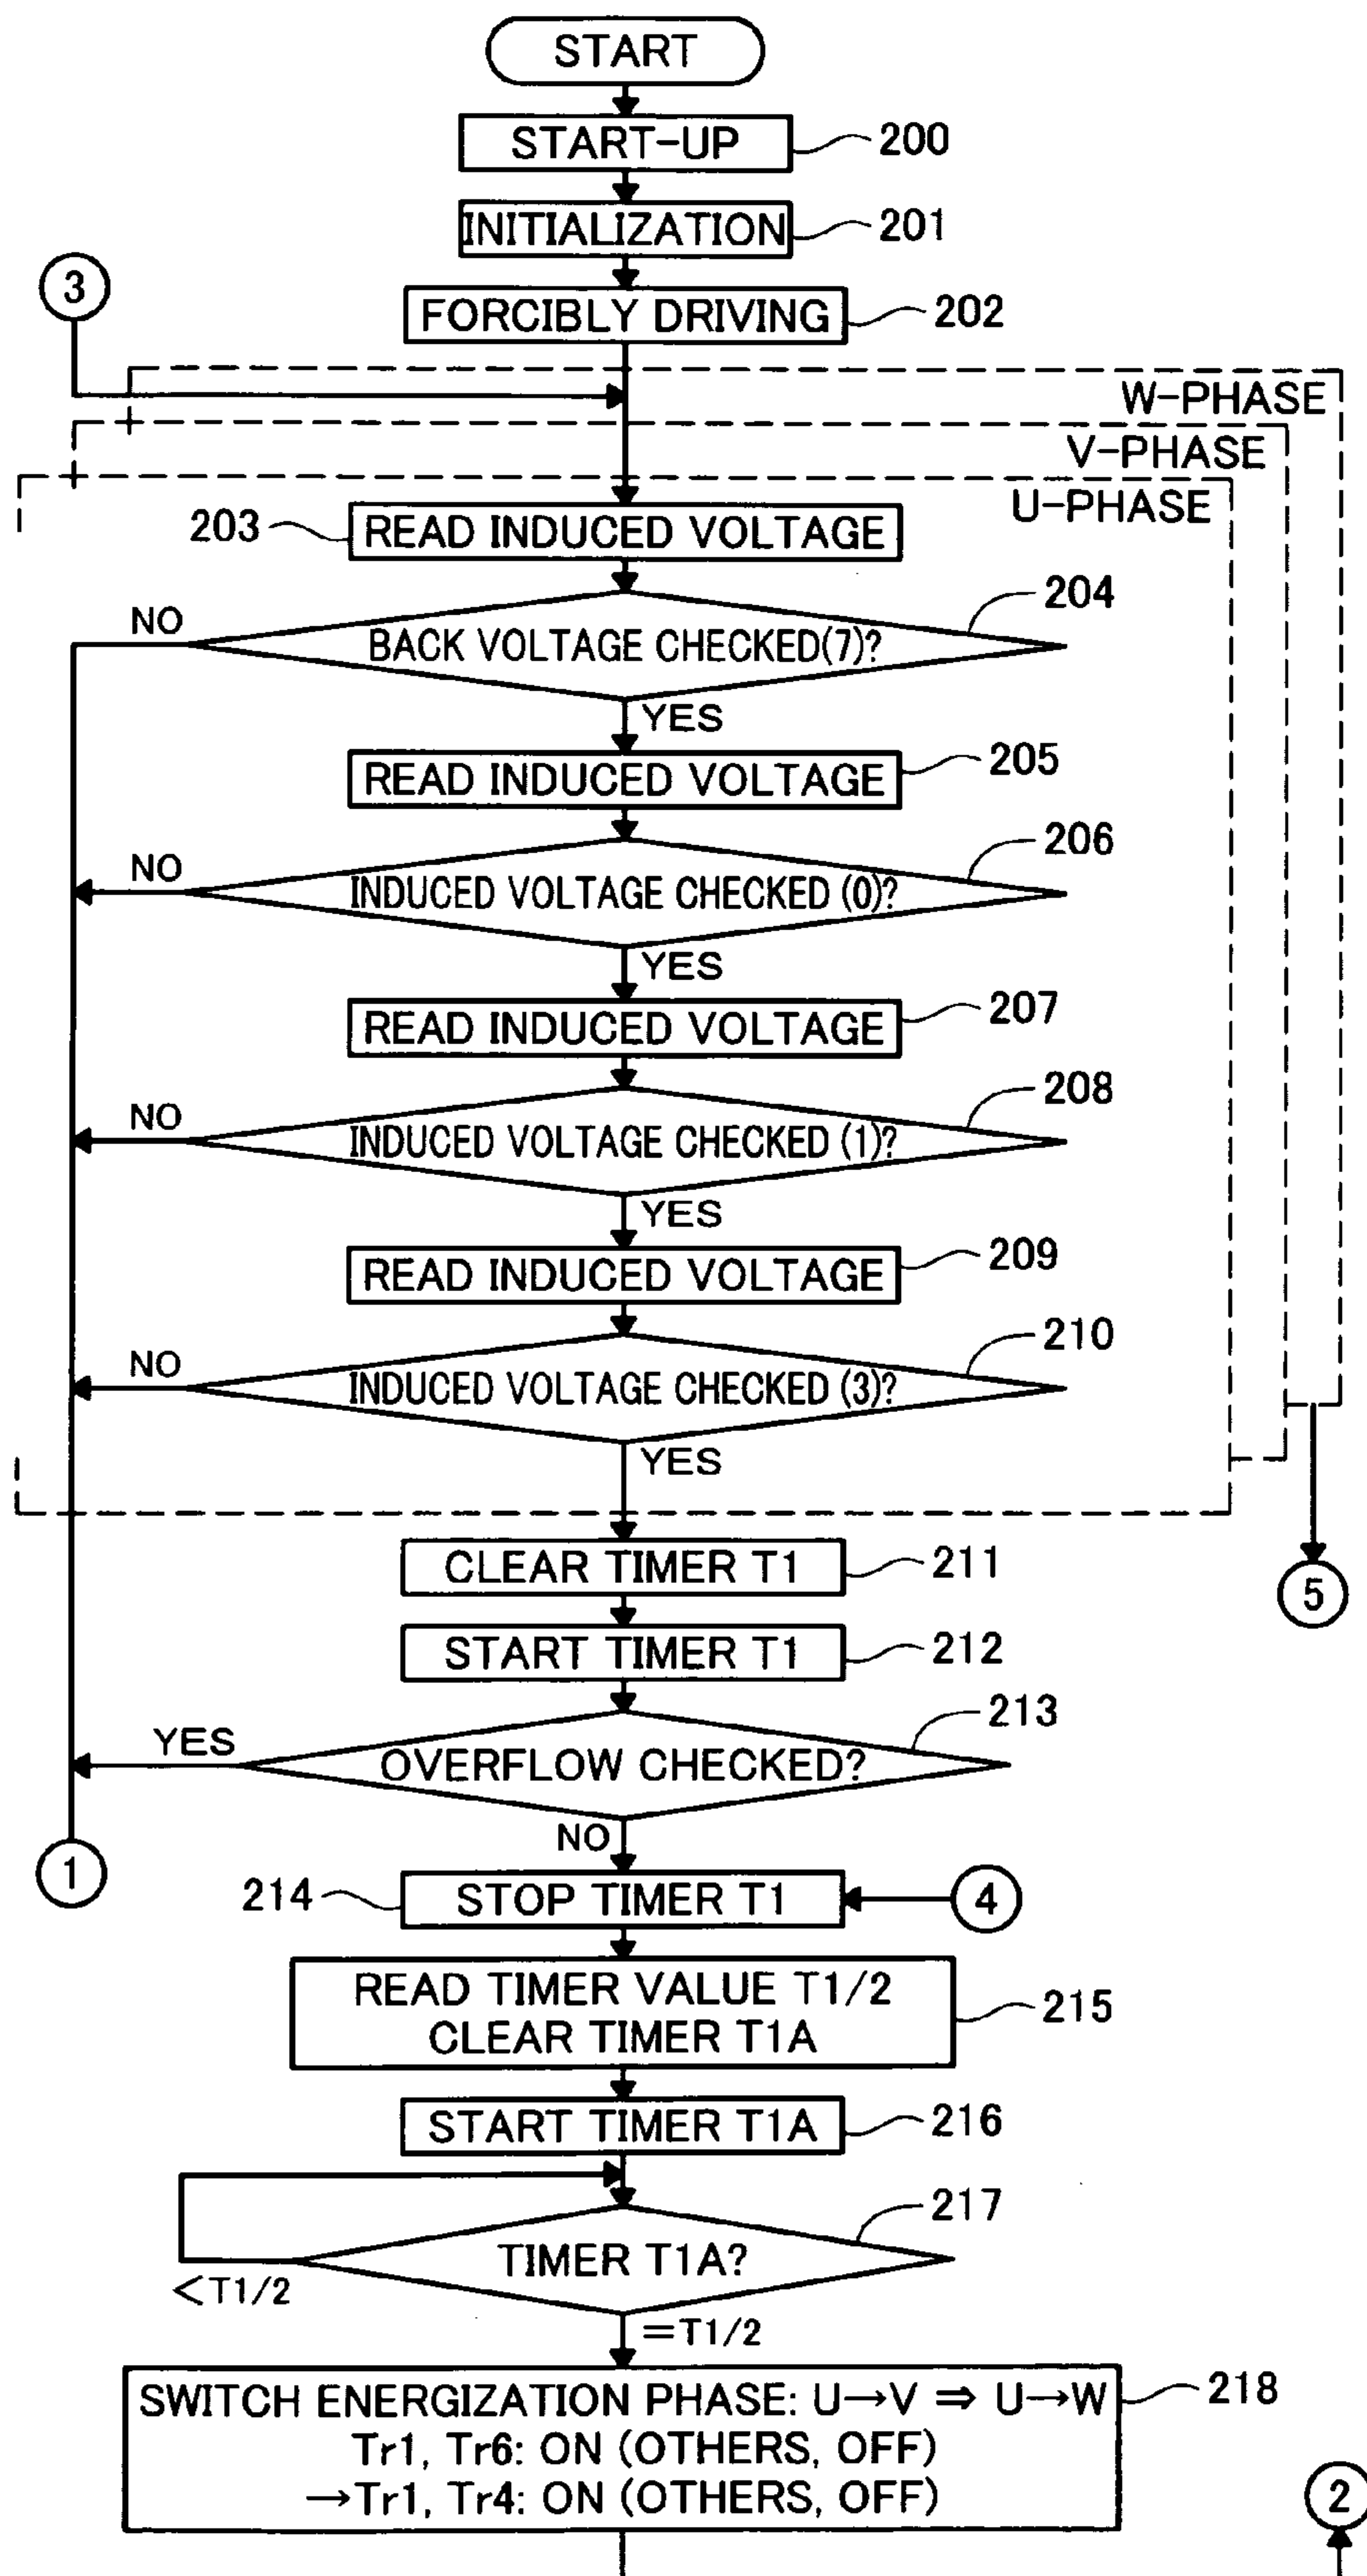 START
START-UP
200
INITIALIZATION
201
3
FORCIBLY DRIVING
202
W-PHASE
V-PHASE
U-PHASE
203
READ INDUCED VOLTAGE
204
NO
BACK VOLTAGE CHECKED(7)?
YES
READ INDUCED VOLTAGE
205
206
NO
INDUCED VOLTAGE CHECKED (0)?
YES
READ INDUCED VOLTAGE
207
208
NO
INDUCED VOLTAGE CHECKED (1)?
YES
READ INDUCED VOLTAGE
209
210
NO
INDUCED VOLTAGE CHECKED (3)?
YES
CLEAR TIMER T1
211
5
START TIMER T1
212
213
YES
OVERFLOW CHECKED?
NO
1
214
STOP TIMER T1
4
READ TIMER VALUE T1/2
CLEAR TIMER T1A
215
START TIMER T1A
216
217
TIMER T1A?
<T1/2
=T1/2
SWITCH ENERGIZATION PHASE: U→V ⇒ U→W
218
Tr1, Tr6: ON (OTHERS, OFF)
→Tr1, Tr4: ON (OTHERS, OFF)
2